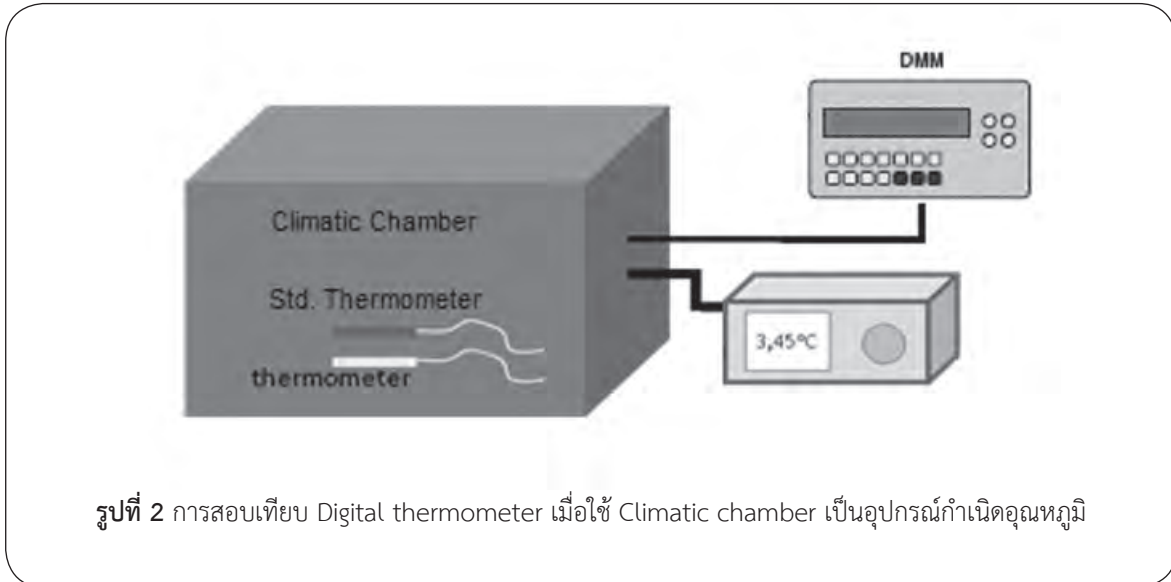 DMM
Climatic Chamber
Std. Thermometer
thermometer
3,45°C
รูปที่ 2 การสอบเทียบ Digital thermometer เมื่อใช้ Climatic chamber เป็นอุปกรณ์กำเนิดอุณหภูมิ